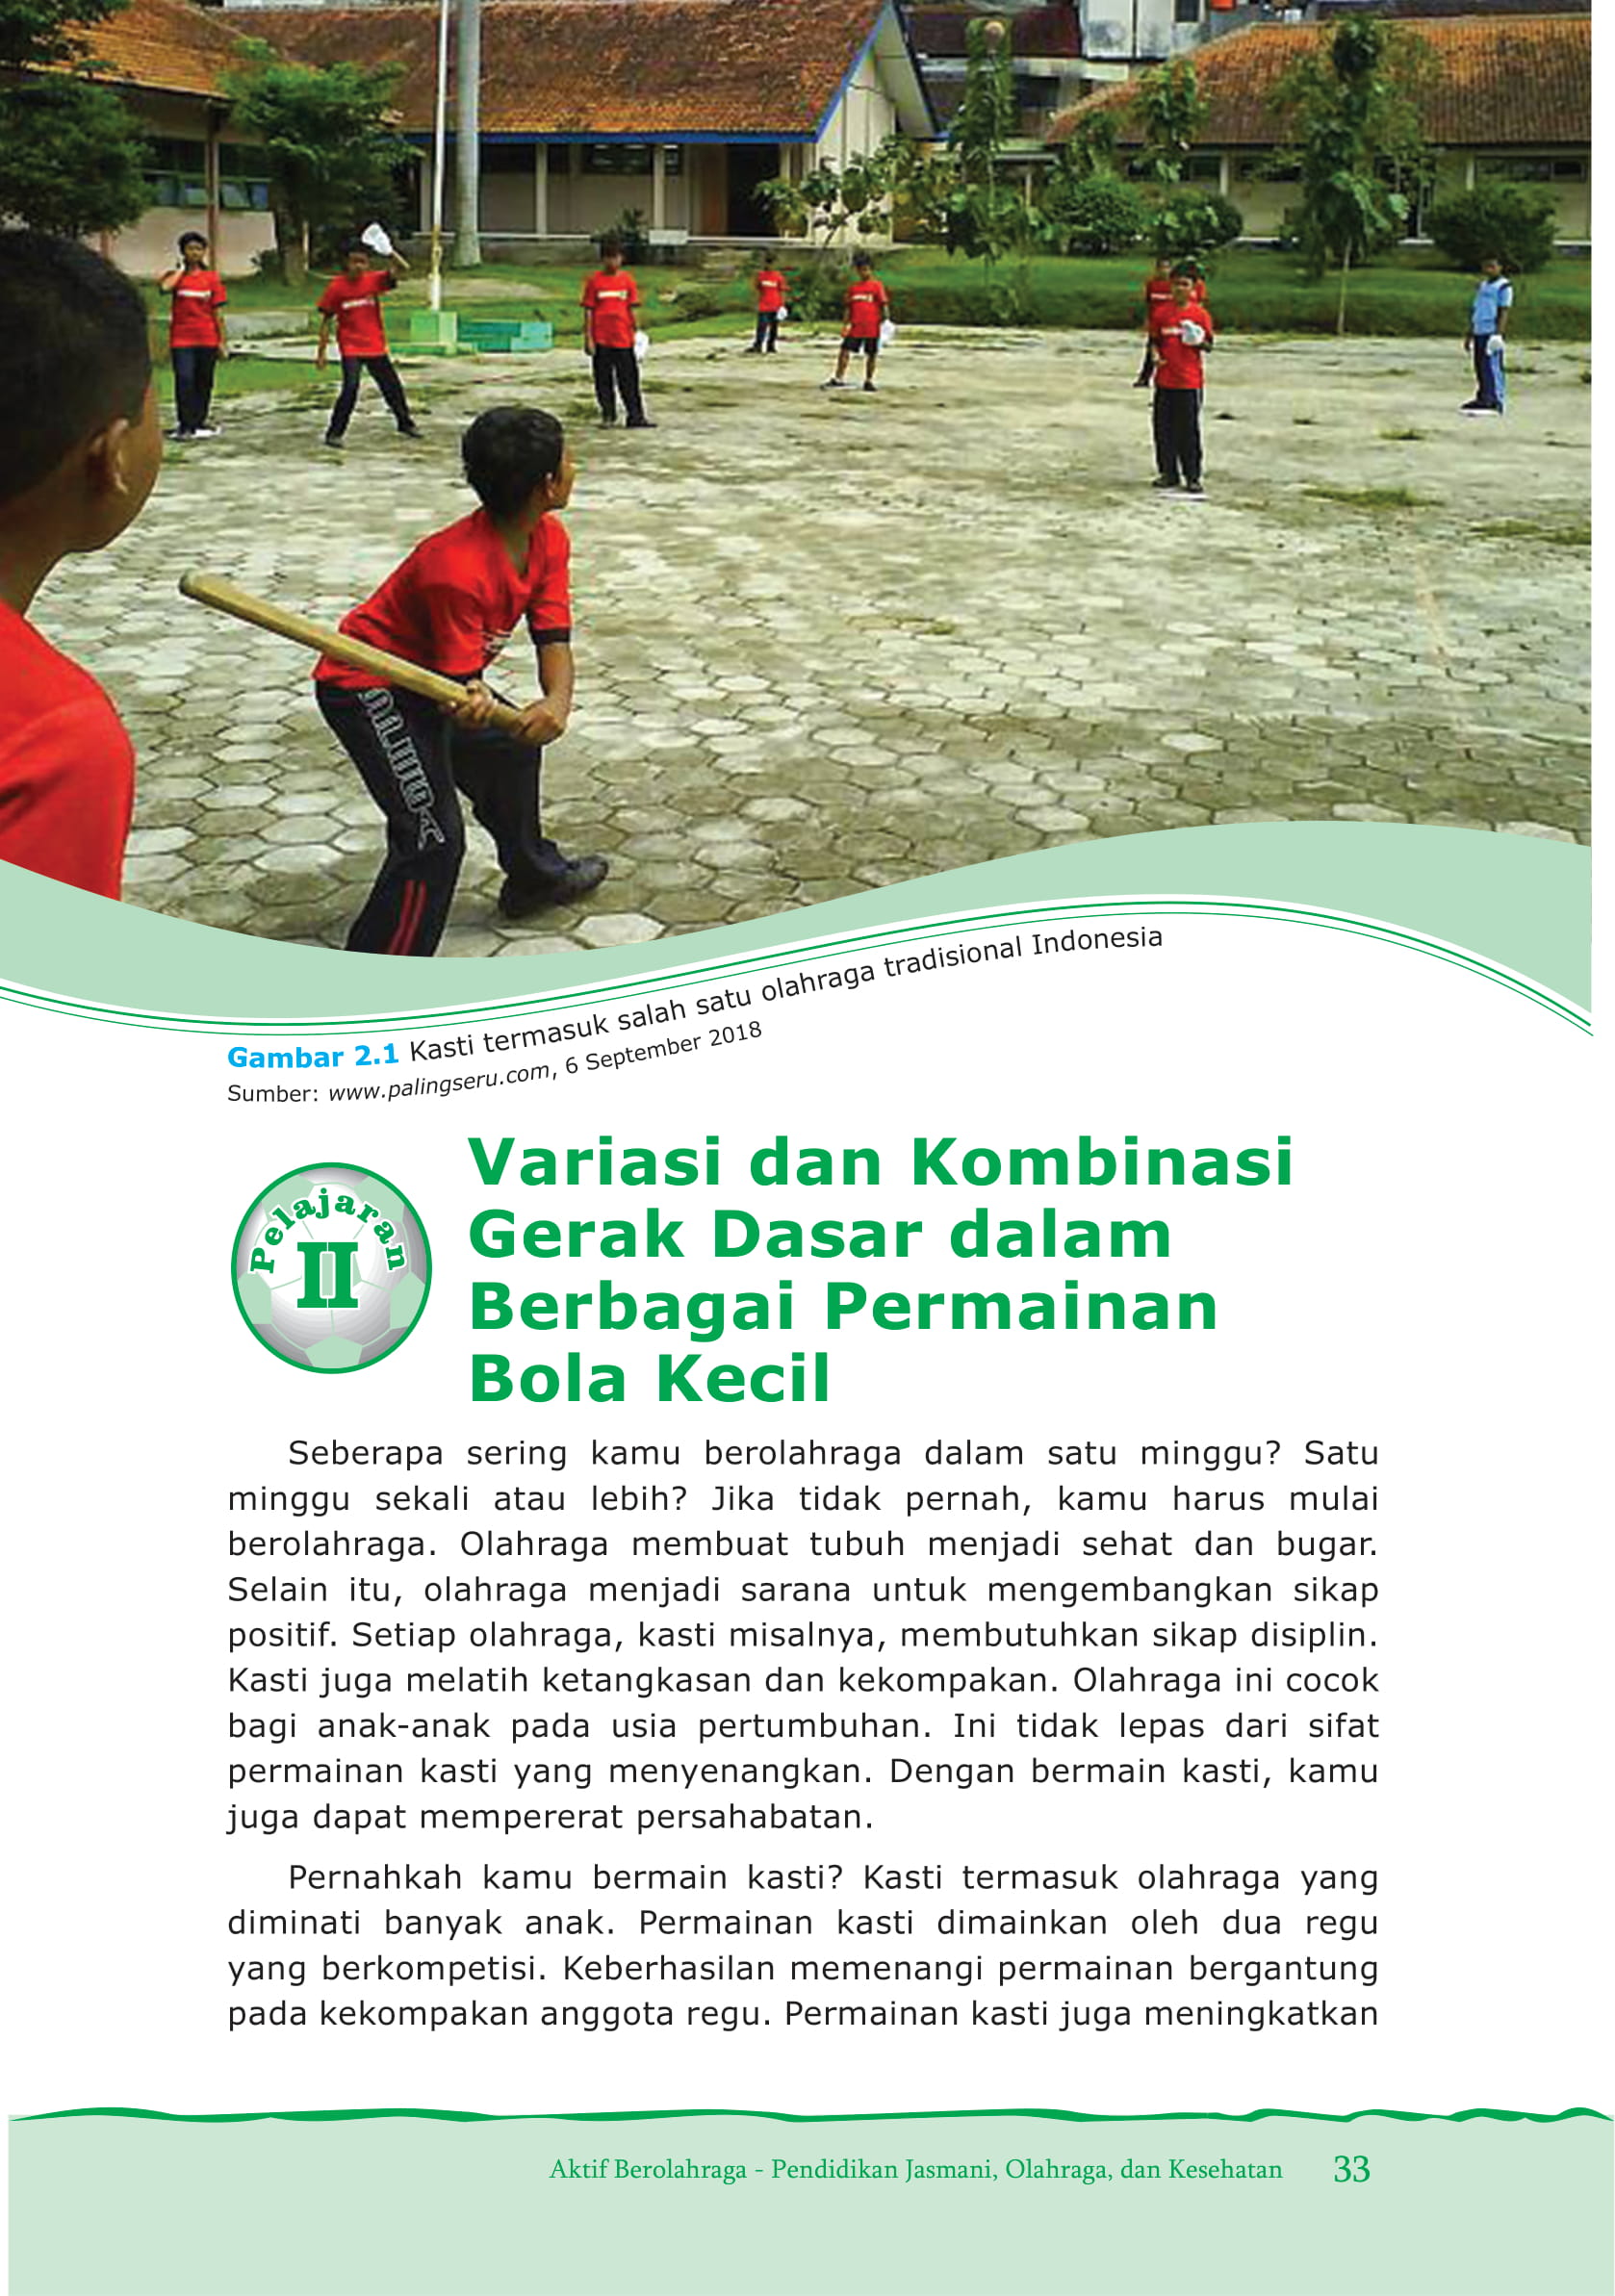 Gambar 2.1 Kasti termasuk salah satu olahraga tradisional Indonesia
Sumber: www.palingseru.com, 6 September 2018
Pelajaran
II
Variasi dan Kombinasi
Gerak Dasar dalam
Berbagai Permainan
Bola Kecil
Seberapa sering kamu berolahraga dalam satu minggu? Satu
minggu sekali atau lebih? Jika tidak pernah, kamu harus mulai
berolahraga. Olahraga membuat tubuh menjadi sehat dan bugar.
Selain itu, olahraga menjadi sarana untuk mengembangkan sikap
positif. Setiap olahraga, kasti misalnya, membutuhkan sikap disiplin.
Kasti juga melatih ketangkasan dan kekompakan. Olahraga ini cocok
bagi anak-anak pada usia pertumbuhan. Ini tidak lepas dari sifat
permainan kasti yang menyenangkan. Dengan bermain kasti, kamu
juga dapat mempererat persahabatan.
Pernahkah kamu bermain kasti? Kasti termasuk olahraga yang
diminati banyak anak. Permainan kasti dimainkan oleh dua regu
yang berkompetisi. Keberhasilan memenangi permainan bergantung
pada kekompakan anggota regu. Permainan kasti juga meningkatkan
Aktif Berolahraga - Pendidikan Jasmani, Olahraga, dan Kesehatan 33